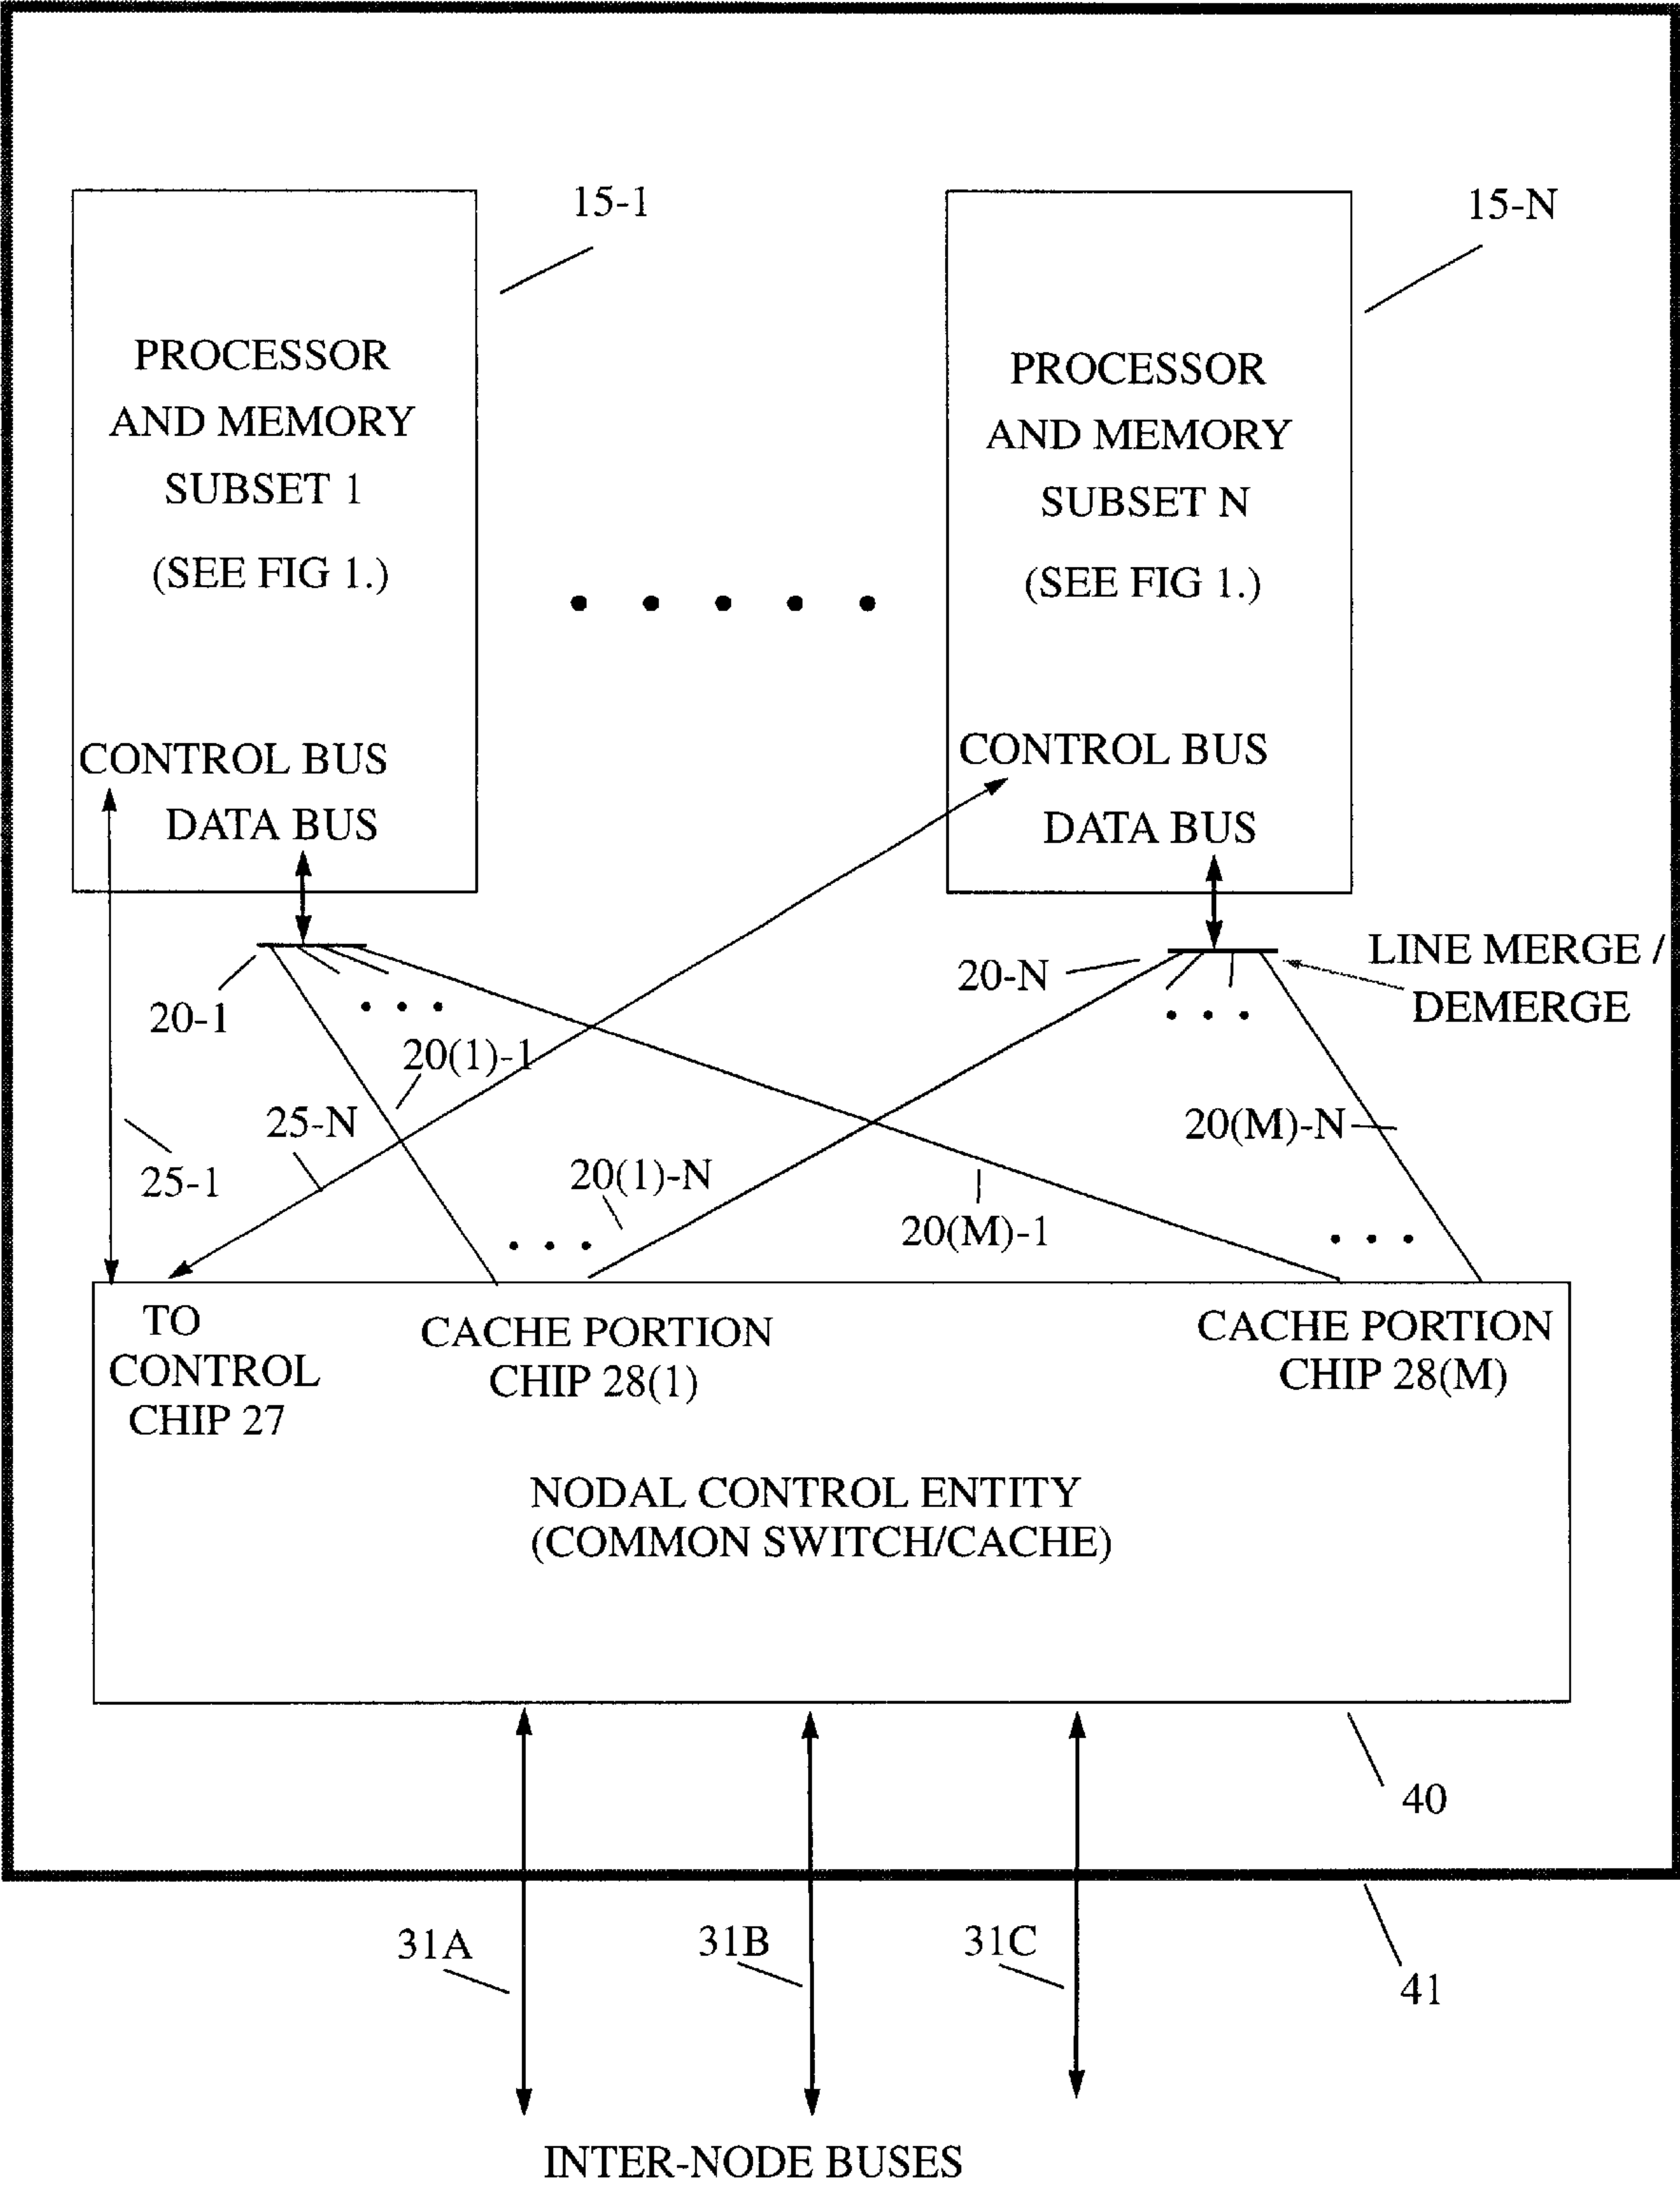 15-1
15-N
PROCESSOR
AND MEMORY
SUBSET 1
(SEE FIG 1.)
PROCESSOR
AND MEMORY
SUBSET N
(SEE FIG 1.)
CONTROL BUS
DATA BUS
CONTROL BUS
DATA BUS
LINE MERGE /
DEMERGE
20-1
20-N
20(1)-1
25-N
25-1
20(1)-N
20(M)-1
20(M)-N
TO
CONTROL
CHIP 27
CACHE PORTION
CHIP 28(1)
CACHE PORTION
CHIP 28(M)
NODAL CONTROL ENTITY
(COMMON SWITCH/CACHE)
40
31A
31B
31C
41
INTER-NODE BUSES